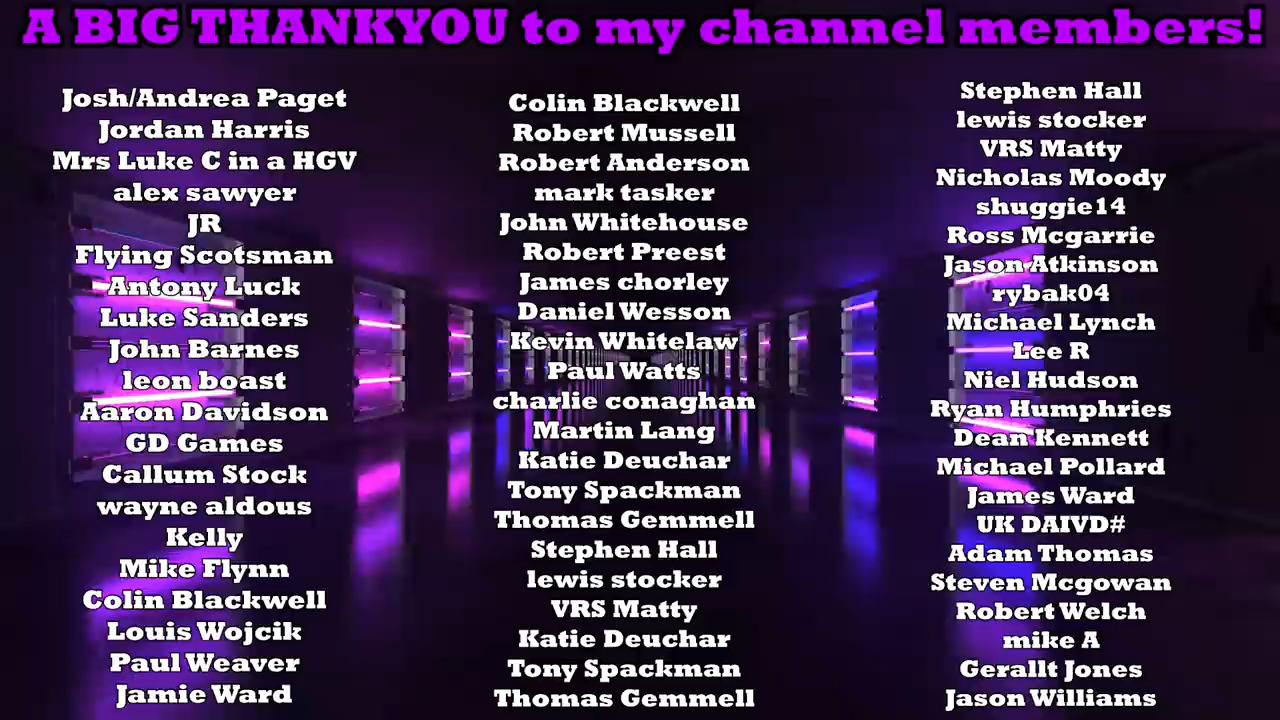 A BIG THANKYOU to my channel members!
Josh/Andrea Paget
Jordan Harris
Mrs Luke C in a HGV
alex sawyer
JR
Flying Scotsman
Antony Luck
Luke Sanders
John Barnes
leon boast
Aaron Davidson
GD Games
Callum Stock
wayne aldous
Kelly
Mike Flynn
Colin Blackwell
Louis Wojcik
Paul Weaver
Jamie Ward
Colin Blackwell
Robert Mussell
Robert Anderson
mark tasker
John Whitehouse
Robert Preest
James chorley
Daniel Wesson
Kevin Whitelaw
Paul Watts
charlie conaghan
Martin Lang
Katie Deuchar
Tony Spackman
Thomas Gemmell
Stephen Hall
lewis stocker
VRS Matty
Katie Deuchar
Tony Spackman
Thomas Gemmell
Stephen Hall
lewis stocker
VRS Matty
Nicholas Moody
shuggie14
Ross Mcgarrie
Jason Atkinson
rybak04
Michael Lynch
Lee R
Niel Hudson
Ryan Humphries
Dean Kennett
Michael Pollard
James Ward
UK DAIVD#
Adam Thomas
Steven Mcgowan
Robert Welch
mike A
Gerallt Jones
Jason Williams